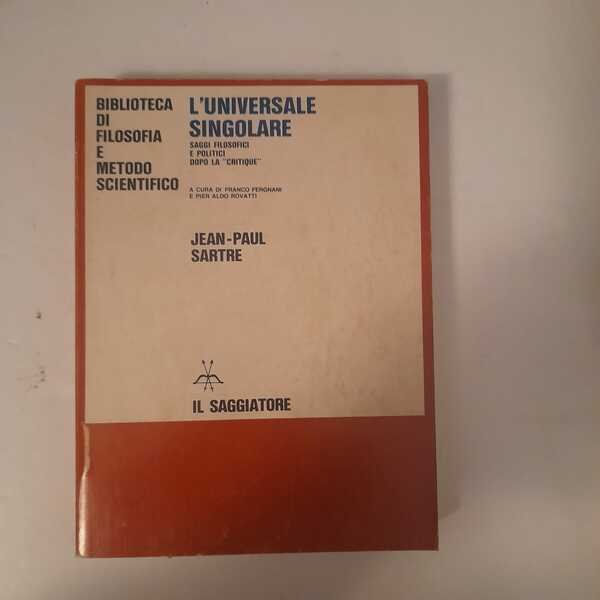 BIBLIOTECA
DI
FILOSOFIA
E
METODO
SCIENTIFICO
L'UNIVERSALE
SINGOLARE
SAGGI FILOSOFICI
E POLITICI
DOPO LA "CRITIQUE"
A CURA DI FRANCO FERGNANI
E PIER ALDO ROVATTI
JEAN-PAUL
SARTRE
IL SAGGIATORE